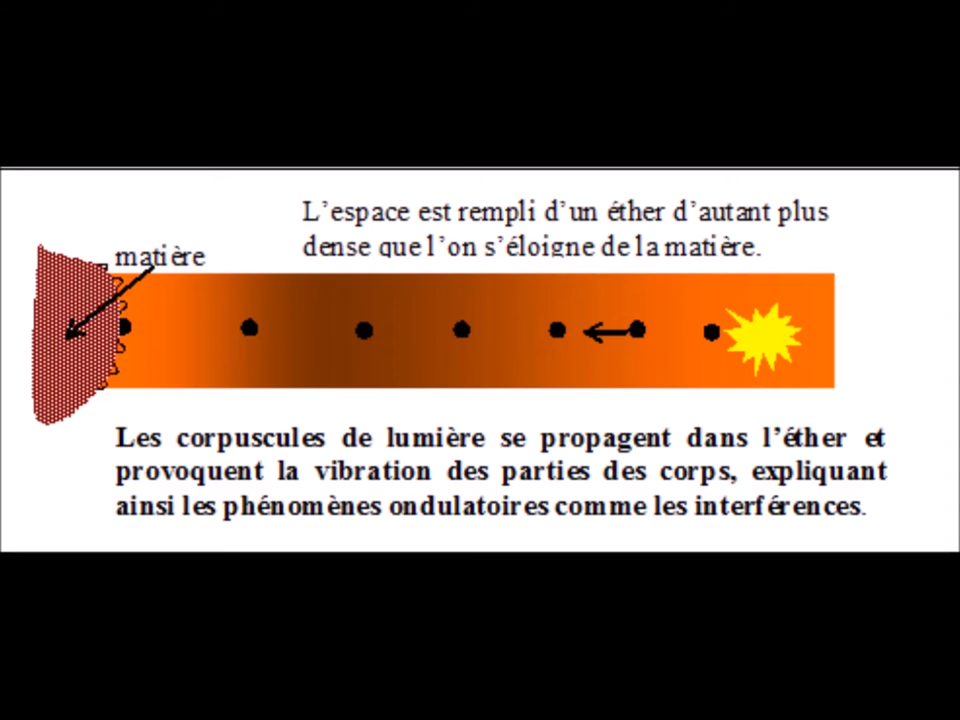 L'espace est rempli d'un éther d'autant plus
dense que l'on s'éloigne de la matière.
matière
Les corpuscules de lumière se propagent dans l'éther et
provoquent la vibration des parties des corps, expliquant
ainsi les phénomènes ondulatoires comme les interférences.